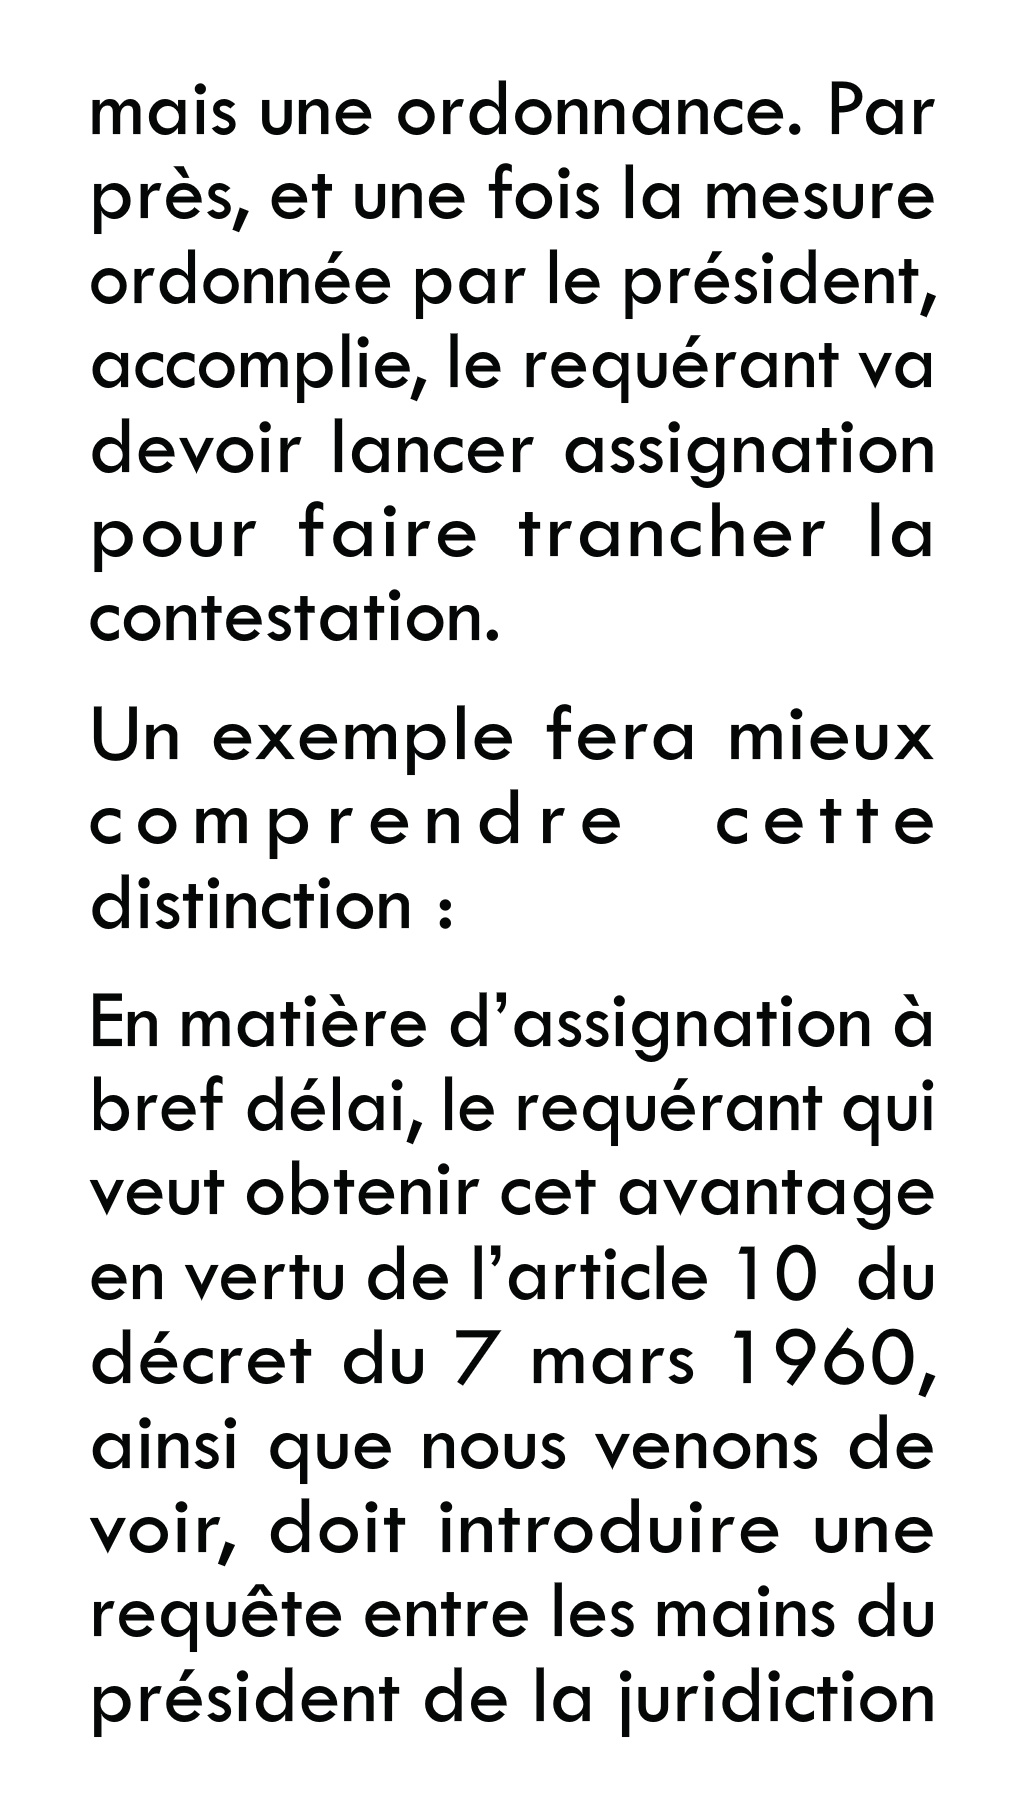 mais une ordonnance. Par
près, et une fois la mesure
ordonnée par le président,
accomplie, le requérant va
devoir lancer assignation
pour faire trancher la
contestation.
Un exemple fera mieux
comprendre cette
distinction :
En matière d’assignation à
bref délai, le requérant qui
veut obtenir cet avantage
en vertu de l’article 10 du
décret du 7 mars 1960,
ainsi que nous venons de
voir, doit introduire une
requête entre les mains du
président de la juridiction